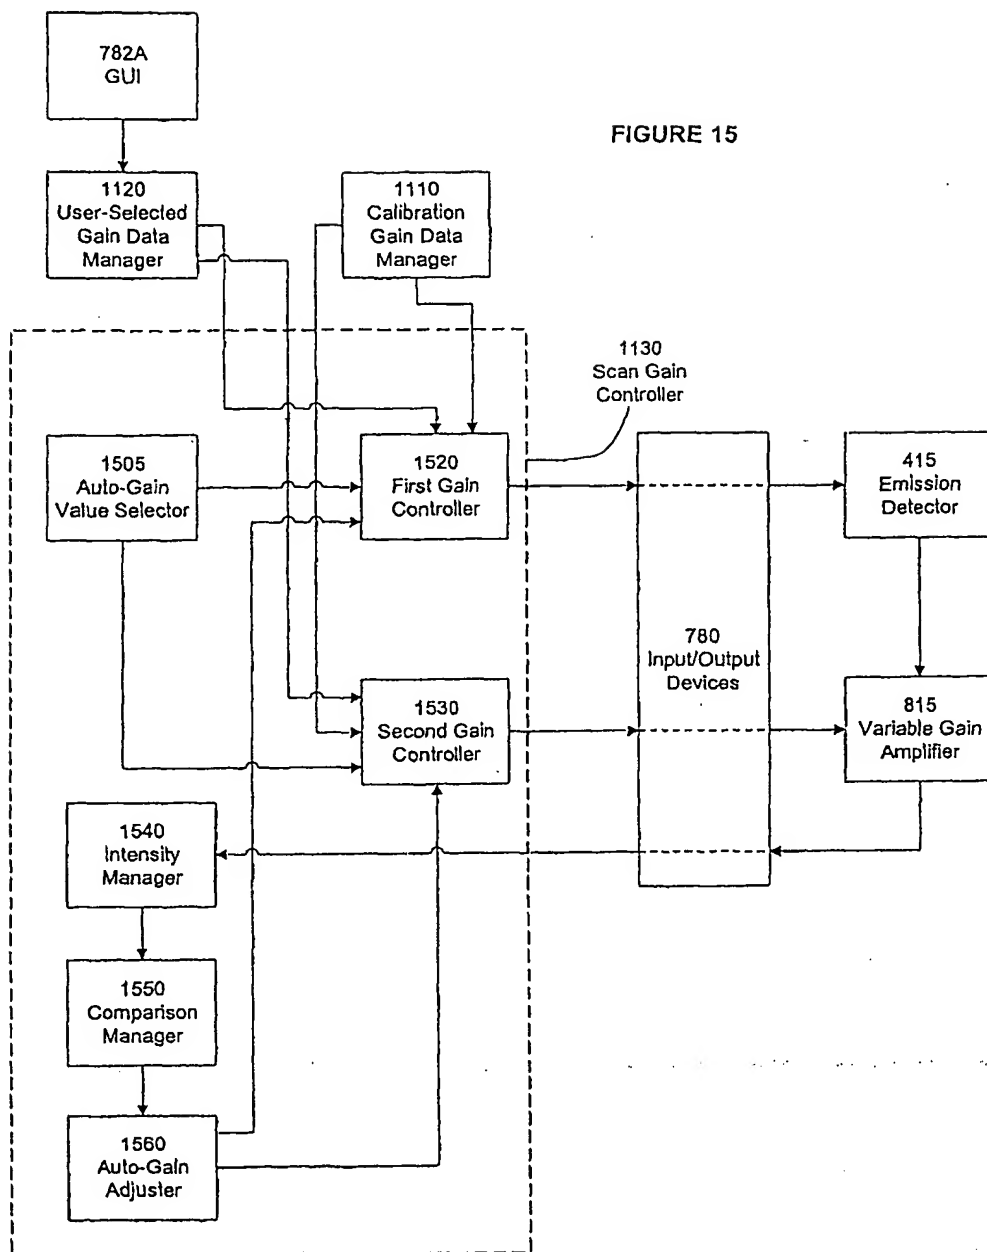 782A
GUI
FIGURE 15
1120
User-Selected
Gain Data
Manager
1110
Calibration
Gain Data
Manager
1130
Scan Gain
Controller
1505
Auto-Gain
Value Selector
1520
First Gain
Controller
415
Emission
Detector
780
Input/Output
Devices
1530
Second Gain
Controller
815
Variable Gain
Amplifier
1540
Intensity
Manager
1550
Comparison
Manager
1560
Auto-Gain
Adjuster